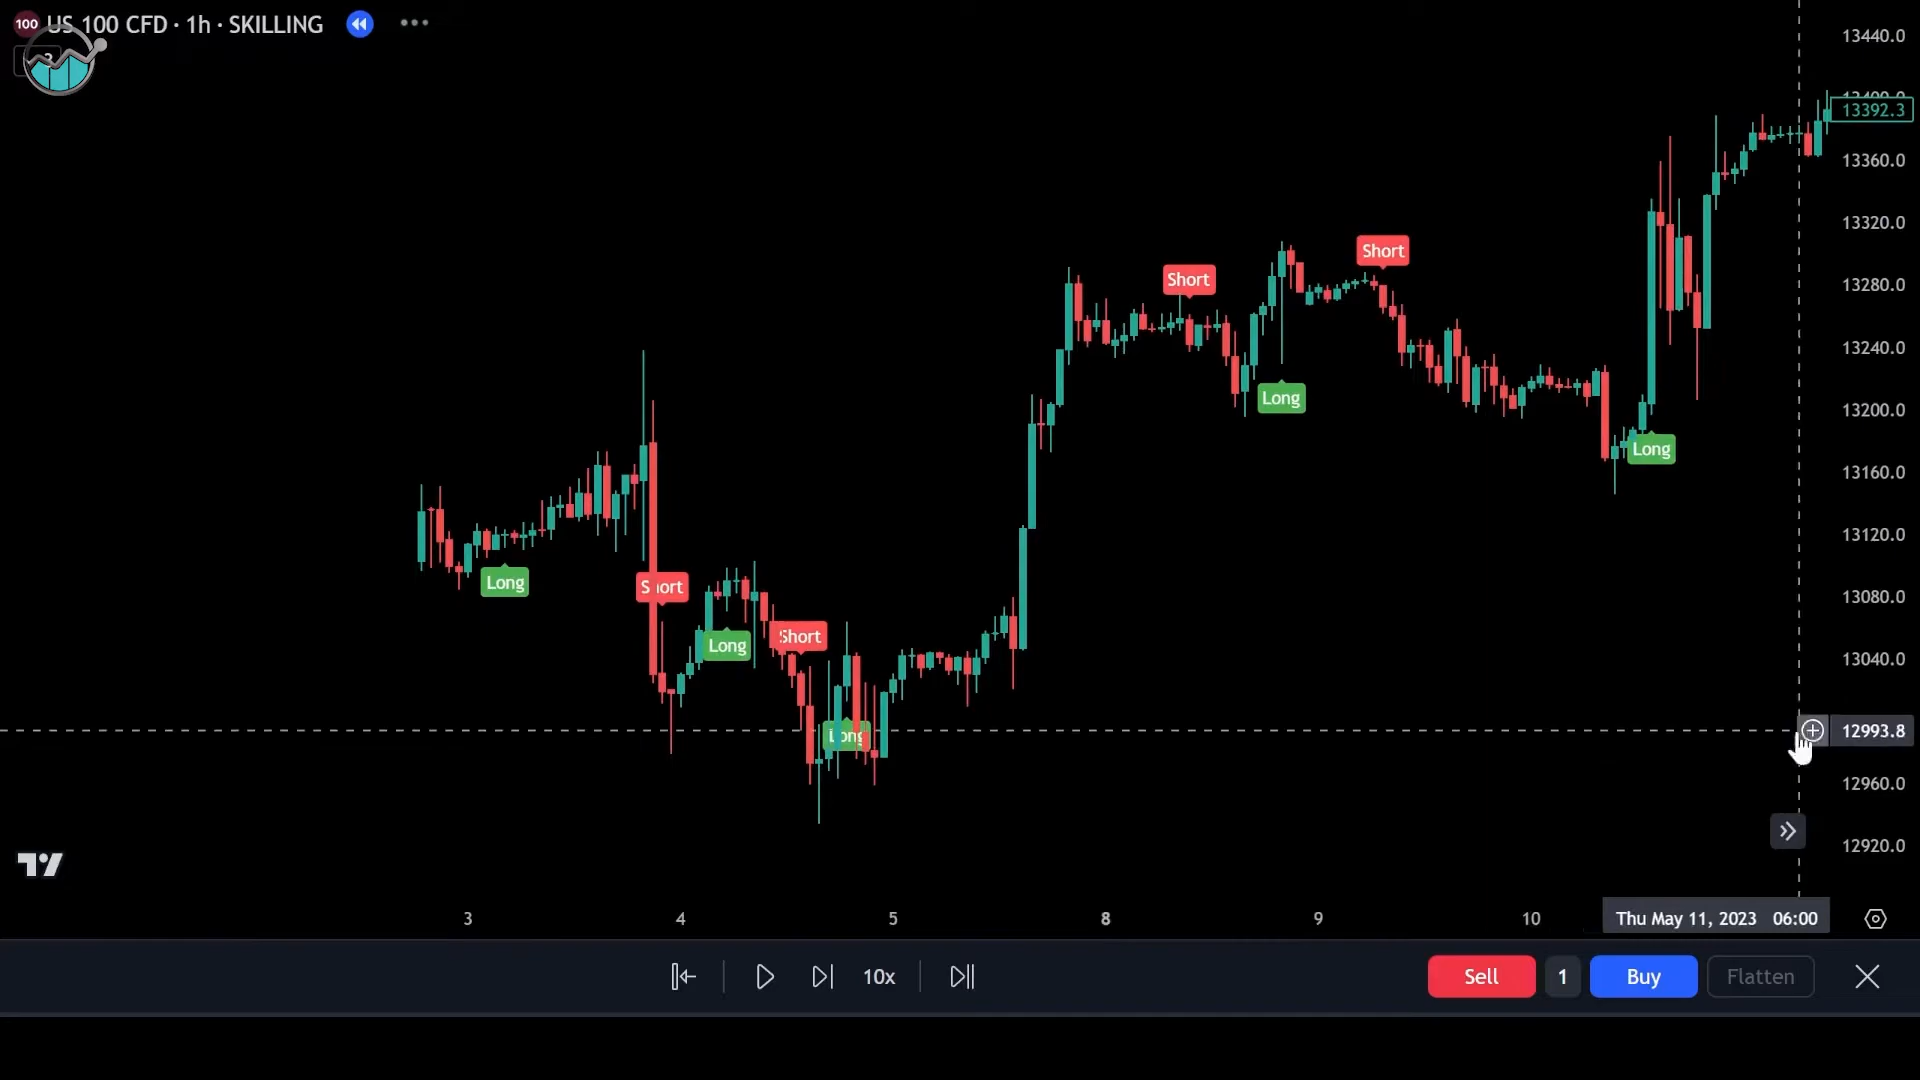 100 US 100 CFD · 1h · SKILLING
13440.0
13392.3
13360.0
13320.0
13280.0
13240.0
13200.0
13160.0
13120.0
13080.0
13040.0
12993.8
12960.0
12920.0
Short
Short
Long
Long
Long
Short
Long
Short
Long
3 4 5 8 9 10 Thu May 11, 2023 06:00
10x Sell 1 Buy Flatten